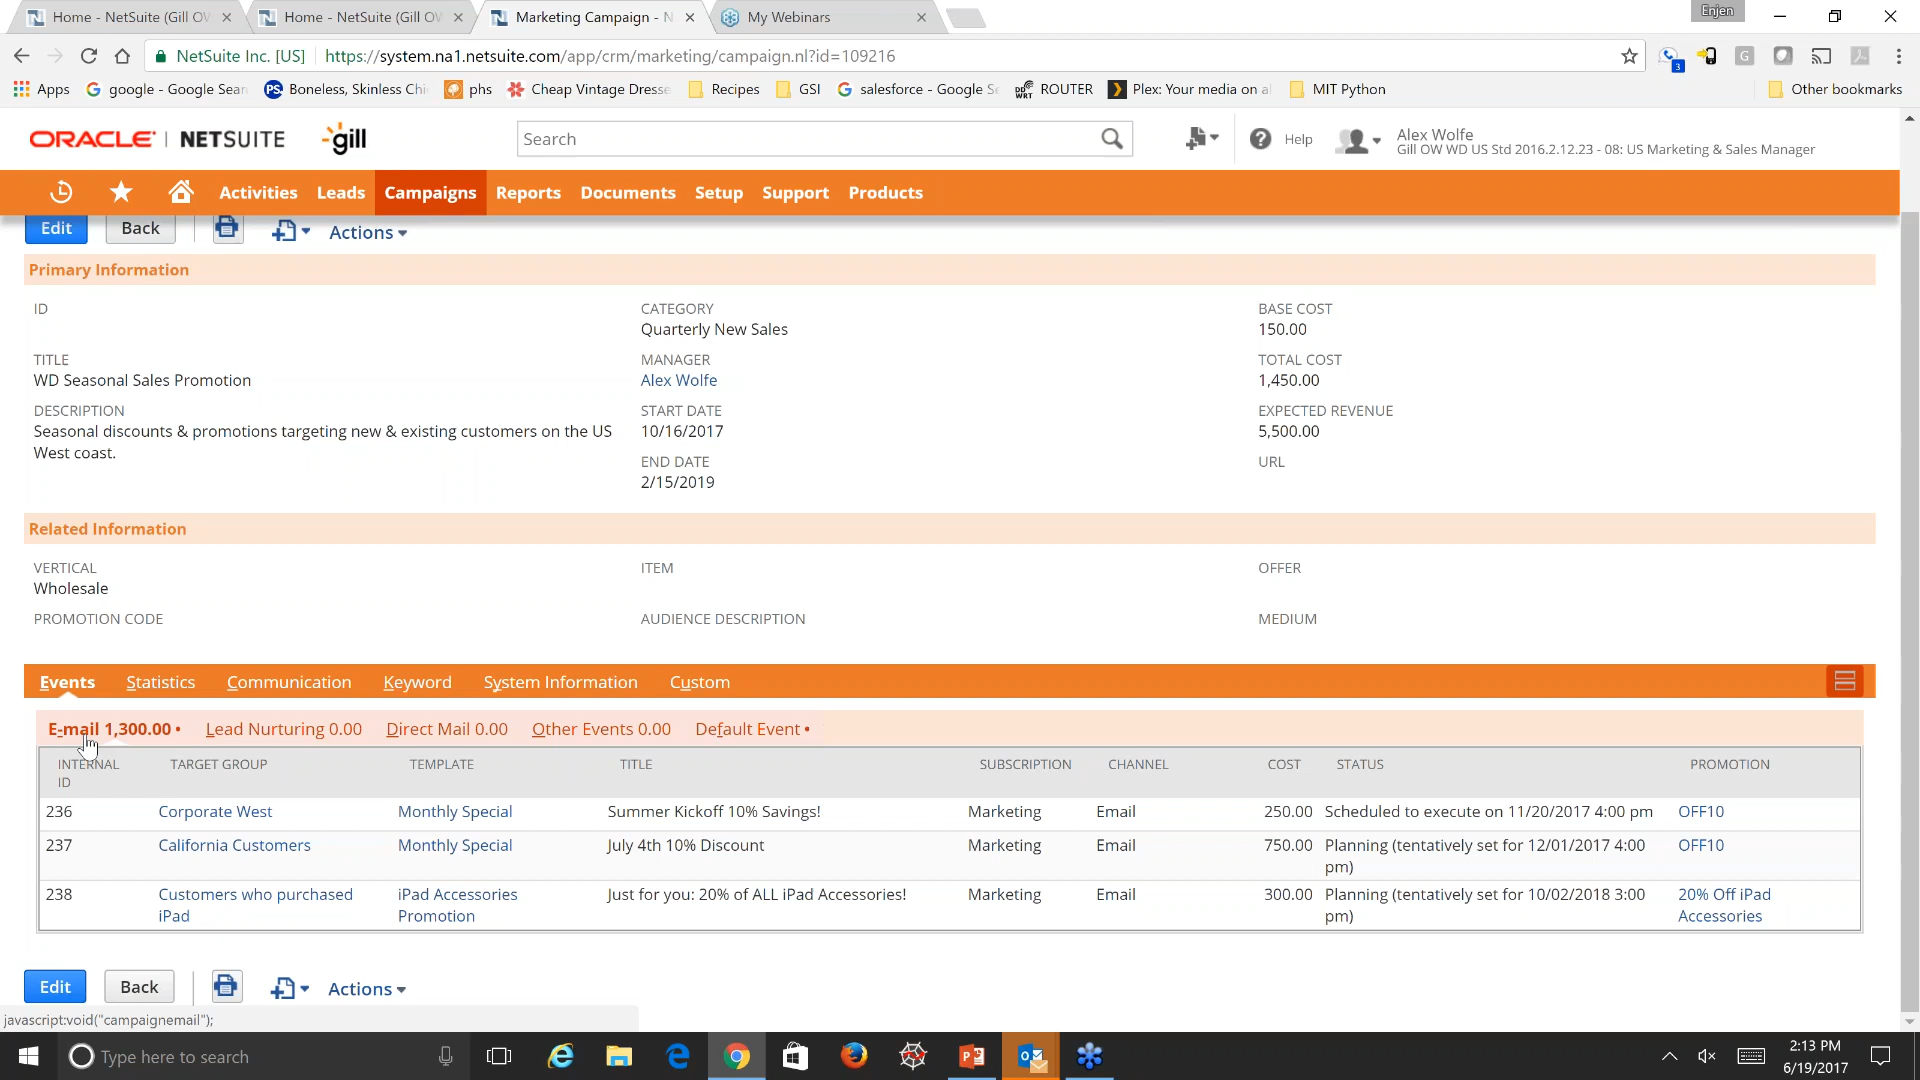 Home - NetSuite (Gill OV
Home - NetSuite (Gill OV
Marketing Campaign - N
My Webinars
Enjen
NetSuite Inc. [US]
https://system.na1.netsuite.com/app/crm/marketing/campaign.nl?id=109216
3
Apps
google - Google Sear
Boneless, Skinless Chi
phs
Cheap Vintage Dresse
Recipes
GSI
salesforce - Google Se
ROUTER
Plex: Your media on a
MIT Python
Other bookmarks
ORACLE | NETSUITE
gill
Search
Help
Alex Wolfe
Gill OW WD US Std 2016.2.12.23 - 08: US Marketing & Sales Manager
Activities Leads Campaigns Reports Documents Setup Support Products
Edit Back Actions
Primary Information
ID
CATEGORY
Quarterly New Sales
BASE COST
150.00
TITLE
WD Seasonal Sales Promotion
MANAGER
Alex Wolfe
TOTAL COST
1,450.00
DESCRIPTION
Seasonal discounts & promotions targeting new & existing customers on the US
West coast.
START DATE
10/16/2017
EXPECTED REVENUE
5,500.00
END DATE
2/15/2019
URL
Related Information
VERTICAL
Wholesale
ITEM
OFFER
PROMOTION CODE
AUDIENCE DESCRIPTION
MEDIUM
Events Statistics Communication Keyword System Information Custom
E-mail 1,300.00 • Lead Nurturing 0.00 Direct Mail 0.00 Other Events 0.00 Default Event •
INTERNAL ID TARGET GROUP TEMPLATE TITLE SUBSCRIPTION CHANNEL COST STATUS PROMOTION
236 Corporate West Monthly Special Summer Kickoff 10% Savings! Marketing Email 250.00 Scheduled to execute on 11/20/2017 4:00 pm OFF10
237 California Customers Monthly Special July 4th 10% Discount Marketing Email 750.00 Planning (tentatively set for 12/01/2017 4:00 pm) OFF10
238 Customers who purchased iPad iPad Accessories Promotion Just for you: 20% of ALL iPad Accessories! Marketing Email 300.00 Planning (tentatively set for 10/02/2018 3:00 pm) 20% Off iPad Accessories
Edit Back Actions
javascript:void("campaignemail");
Type here to search
2:13 PM
6/19/2017